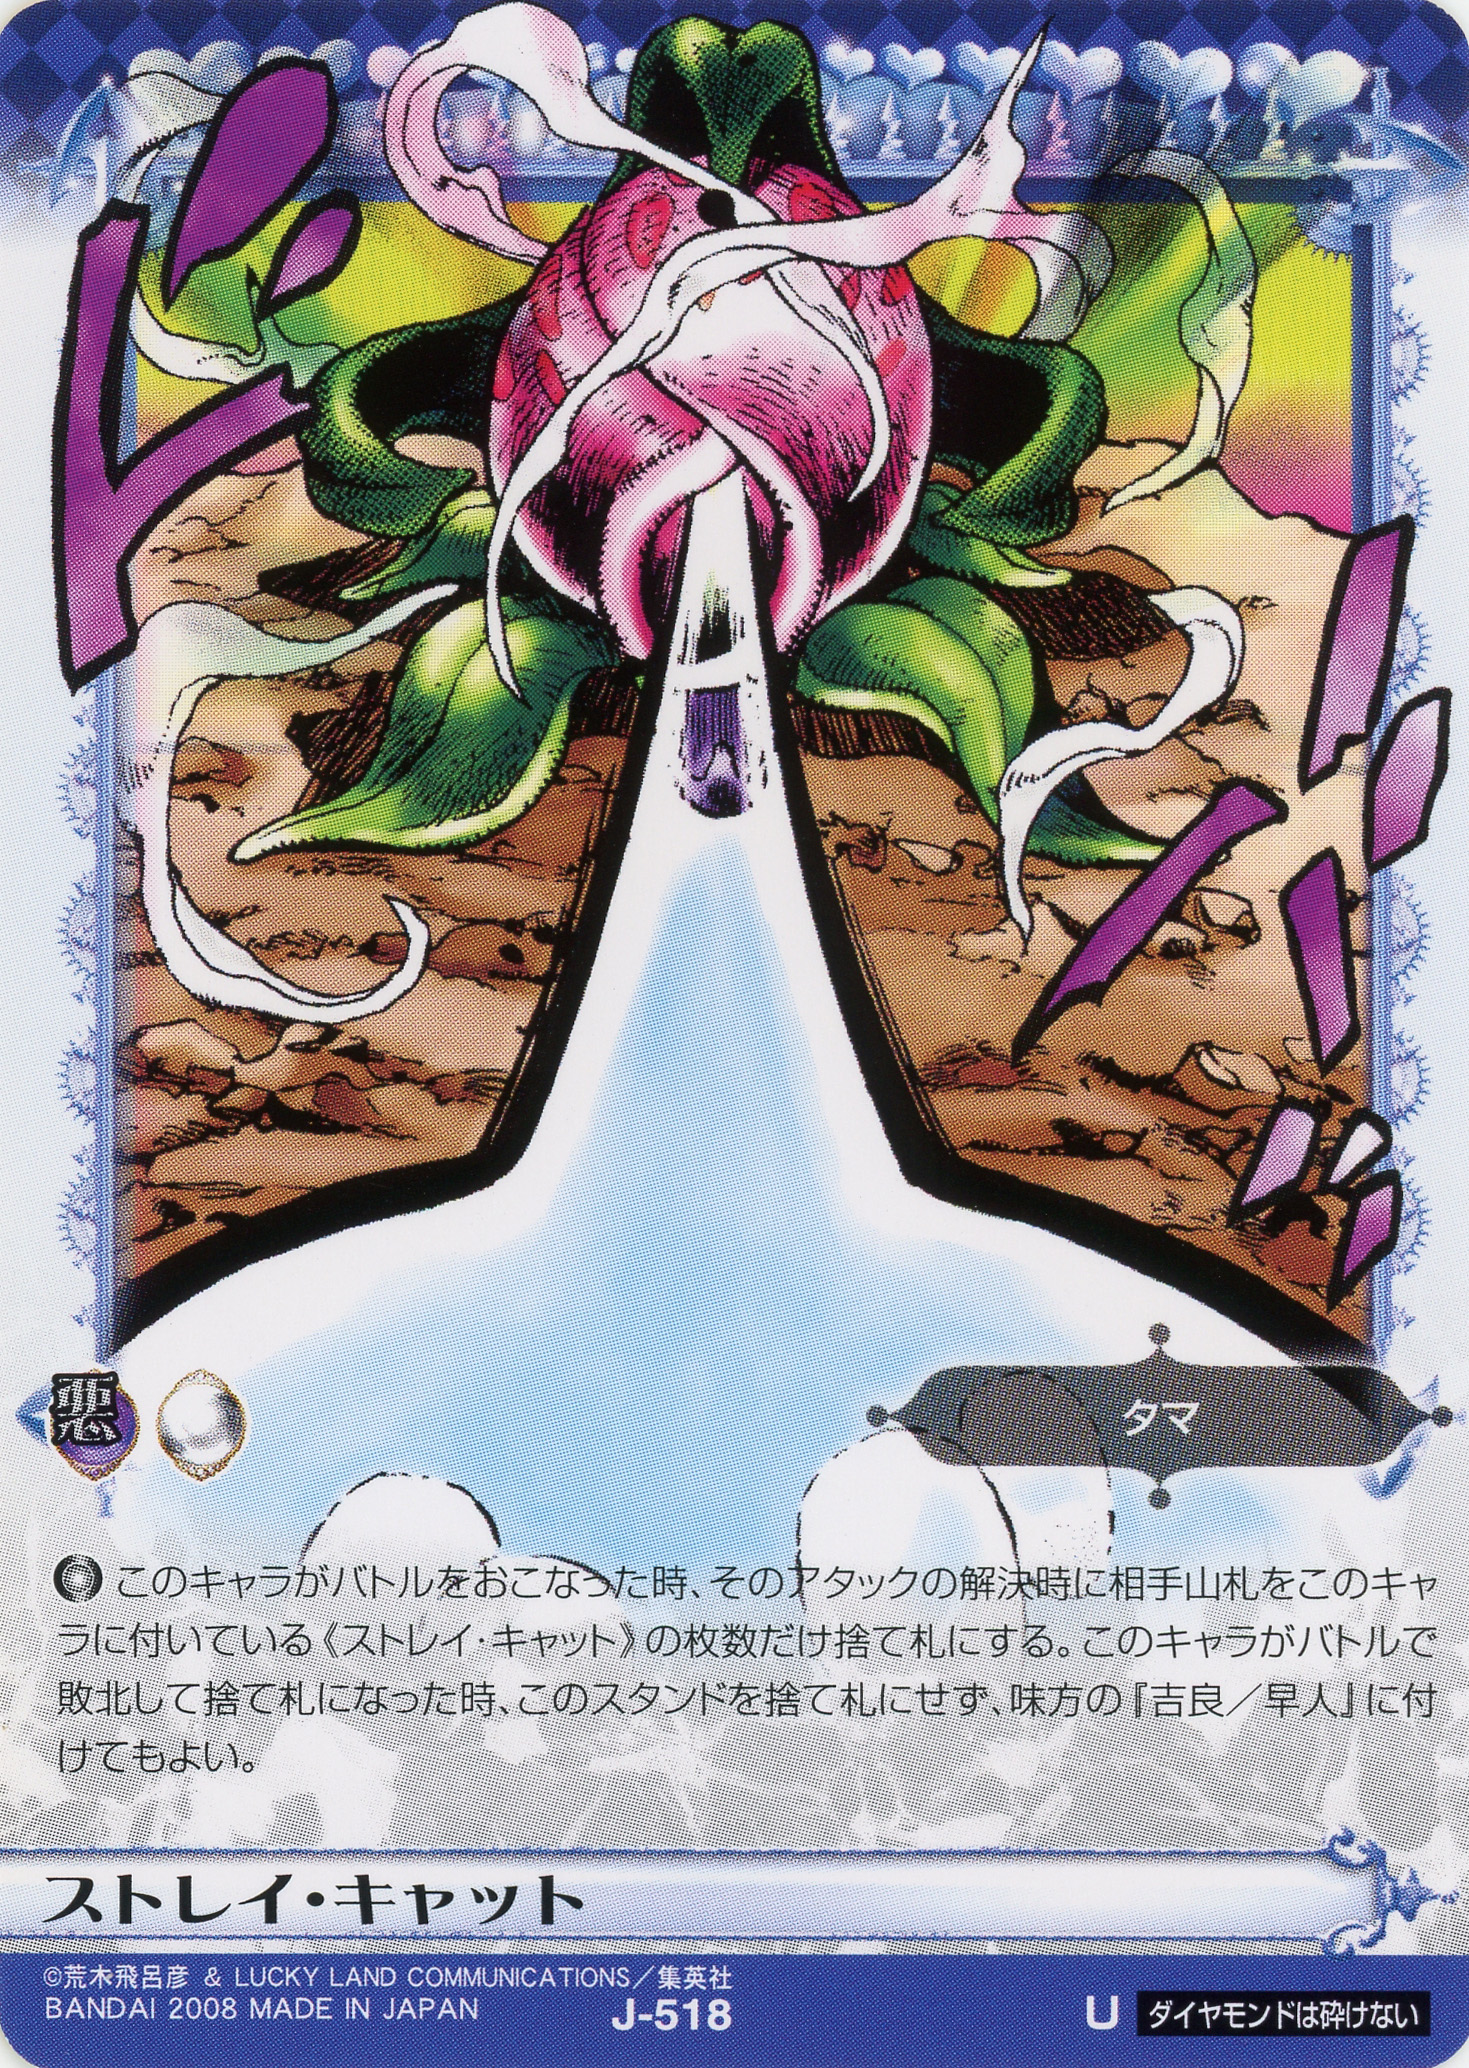 ドドド
悪
タマ
◎このキャラがバトルをおこなった時、そのアタックの解決時に相手山札をこのキャ
ラに付いている《ストレイ・キャット》の枚数だけ捨て札にする。このキャラがバトルで
敗北して捨て札になった時、このスタンドを捨て札にせず、味方の『吉良／早人』に付
けてもよい。
ストレイ・キャット
©荒木飛呂彦 & LUCKY LAND COMMUNICATIONS／集英社
BANDAI 2008 MADE IN JAPAN
J-518
U
ダイヤモンドは砕けない